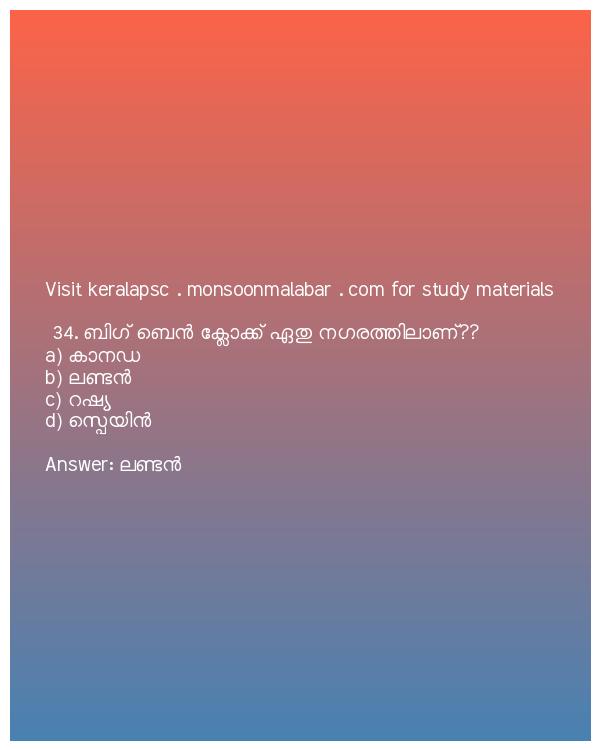 Visit keralapsc . monsoonmalabar . com for study materials
34. ബിഗ് ബെൻ ക്ലോക്ക് ഏതു നഗരത്തിലാണ്??
a) കാനഡ
b) ലണ്ടൻ
c) റഷ്യ
d) സ്പെയിൻ
Answer: ലണ്ടൻ